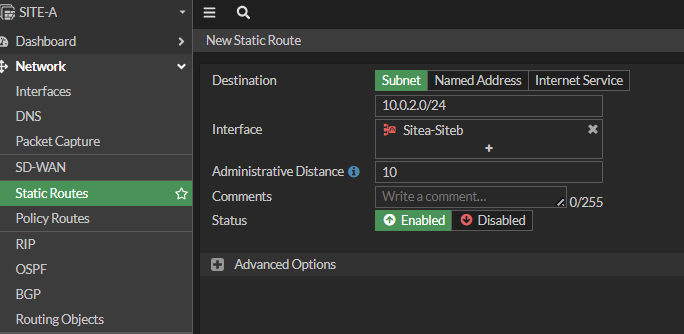 SITE-A
Dashboard
Network
Interfaces
DNS
Packet Capture
SD-WAN
Static Routes
Policy Routes
RIP
OSPF
BGP
Routing Objects
New Static Route
Destination Subnet Named Address Internet Service
10.0.2.0/24
Interface Sitea-Siteb
+
Administrative Distance 10
Comments Write a comment... 0/255
Status Enabled Disabled
Advanced Options